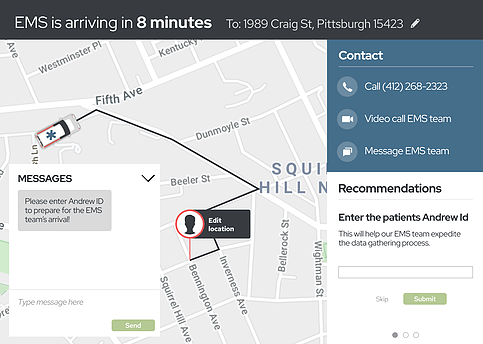 EMS is arriving in 8 minutes To: 1989 Craig St, Pittsburgh 15423
Westminster Pl
Kentucky
Fifth Ave
Dunmoyle St
Beeler St
SQUI
HILL N
Edit
location
Bellerock St
Wightman St
Inverness Ave
Bennington Ave
Squirrel Hill Ave
MESSAGES
Please enter Andrew ID
to prepare for the EMS
team's arrival!
Type message here
Send
Contact
Call (412) 268-2323
Video call EMS team
Message EMS team
Recommendations
Enter the patients Andrew Id
This will help our EMS team expedite
the data gathering process.
Skip Submit